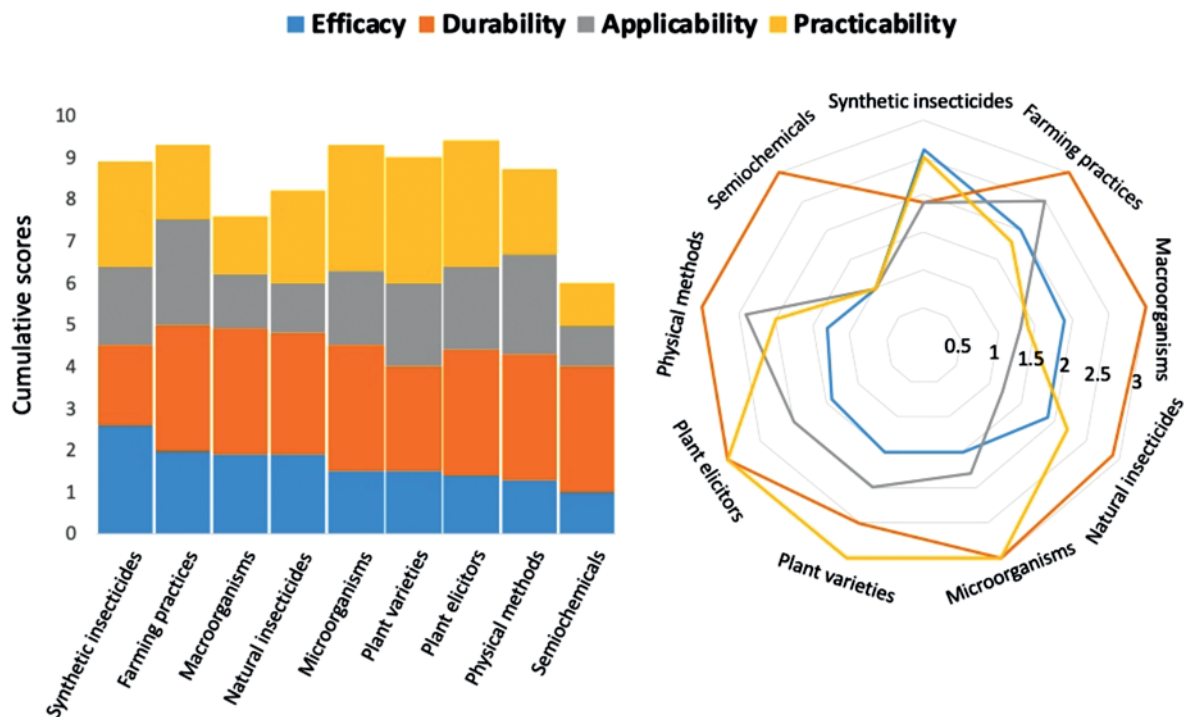 Efficacy Durability Applicability Practicability
Cumulative scores
10
9
8
7
6
5
4
3
2
1
0
Synthetic insecticides
Farming practices
Macroorganisms
Natural insecticides
Microorganisms
Plant varieties
Plant elicitors
Physical methods
Semiochemicals
Synthetic insecticides
Farming practices
Macroorganisms
Natural insecticides
Microorganisms
Plant varieties
Plant elicitors
Physical methods
Semiochemicals
0.5 1 1.5 2 2.5 3